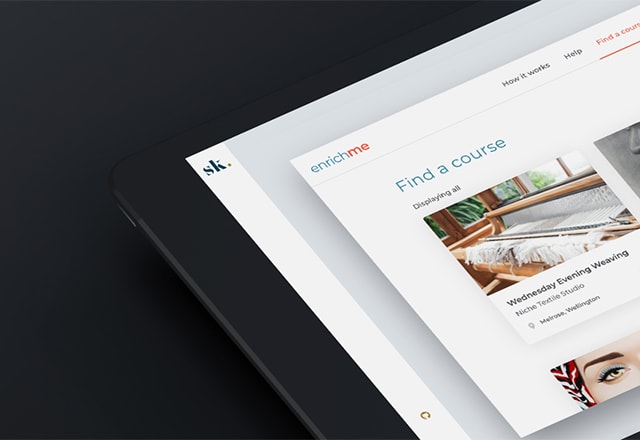 sk.
enrichme
How it works
Help
Find a
Find a course
Displaying all
Wednesday Evening Weaving
Niche Textile Studio
Melrose, Wellington